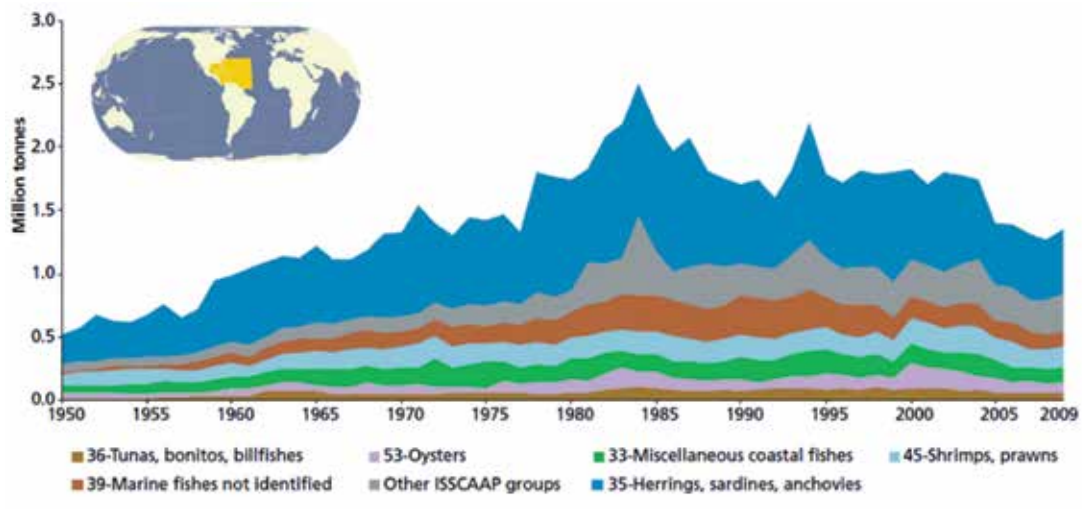 3.0
2.5
2.0
1.5
1.0
0.5
0.0
Million tonnes
1950 1955 1960 1965 1970 1975 1980 1985 1990 1995 2000 2005 2009
36-Tunas, bonitos, billfishes 53-Oysters 33-Miscellaneous coastal fishes 45-Shrimps, prawns
39-Marine fishes not identified Other ISSCAAP groups 35-Herrings, sardines, anchovies